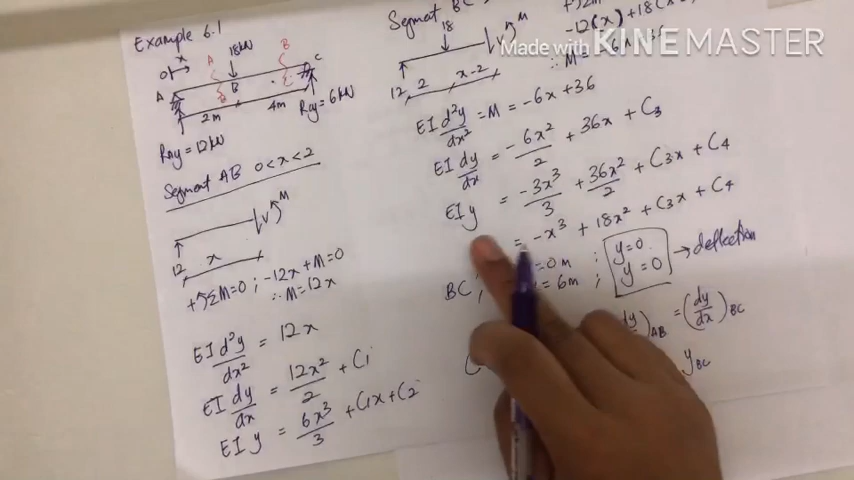 Example 6.1
18kN
x
A
B
C
A
B
2m
4m
RAy=12kN
Rcy=6kN
Segment AB 0<x<2
M
V
12
x
+↶ΣM=0 ; -12x+M=0
∴M=12x
EI d²y/dx² = 12x
EI dy/dx = 12x²/2 + C1
EI y = 6x³/3 + C1x + C2
Segment BC
18
M
V
12
2
x-2
-12(x)+18(x
∴ M=
EI d²y/dx² = M = -6x+36
EI dy/dx = -6x²/2 + 36x + C3
EI y = -3x³/3 + 36x²/2 + C3x + C4
= -x³ + 18x² + C3x + C4
BC ; =0m ; y=0
= 6m ; y=0 → deflection
dy/ )AB = (dy/dx)BC
yBC
Made with KINEMASTER